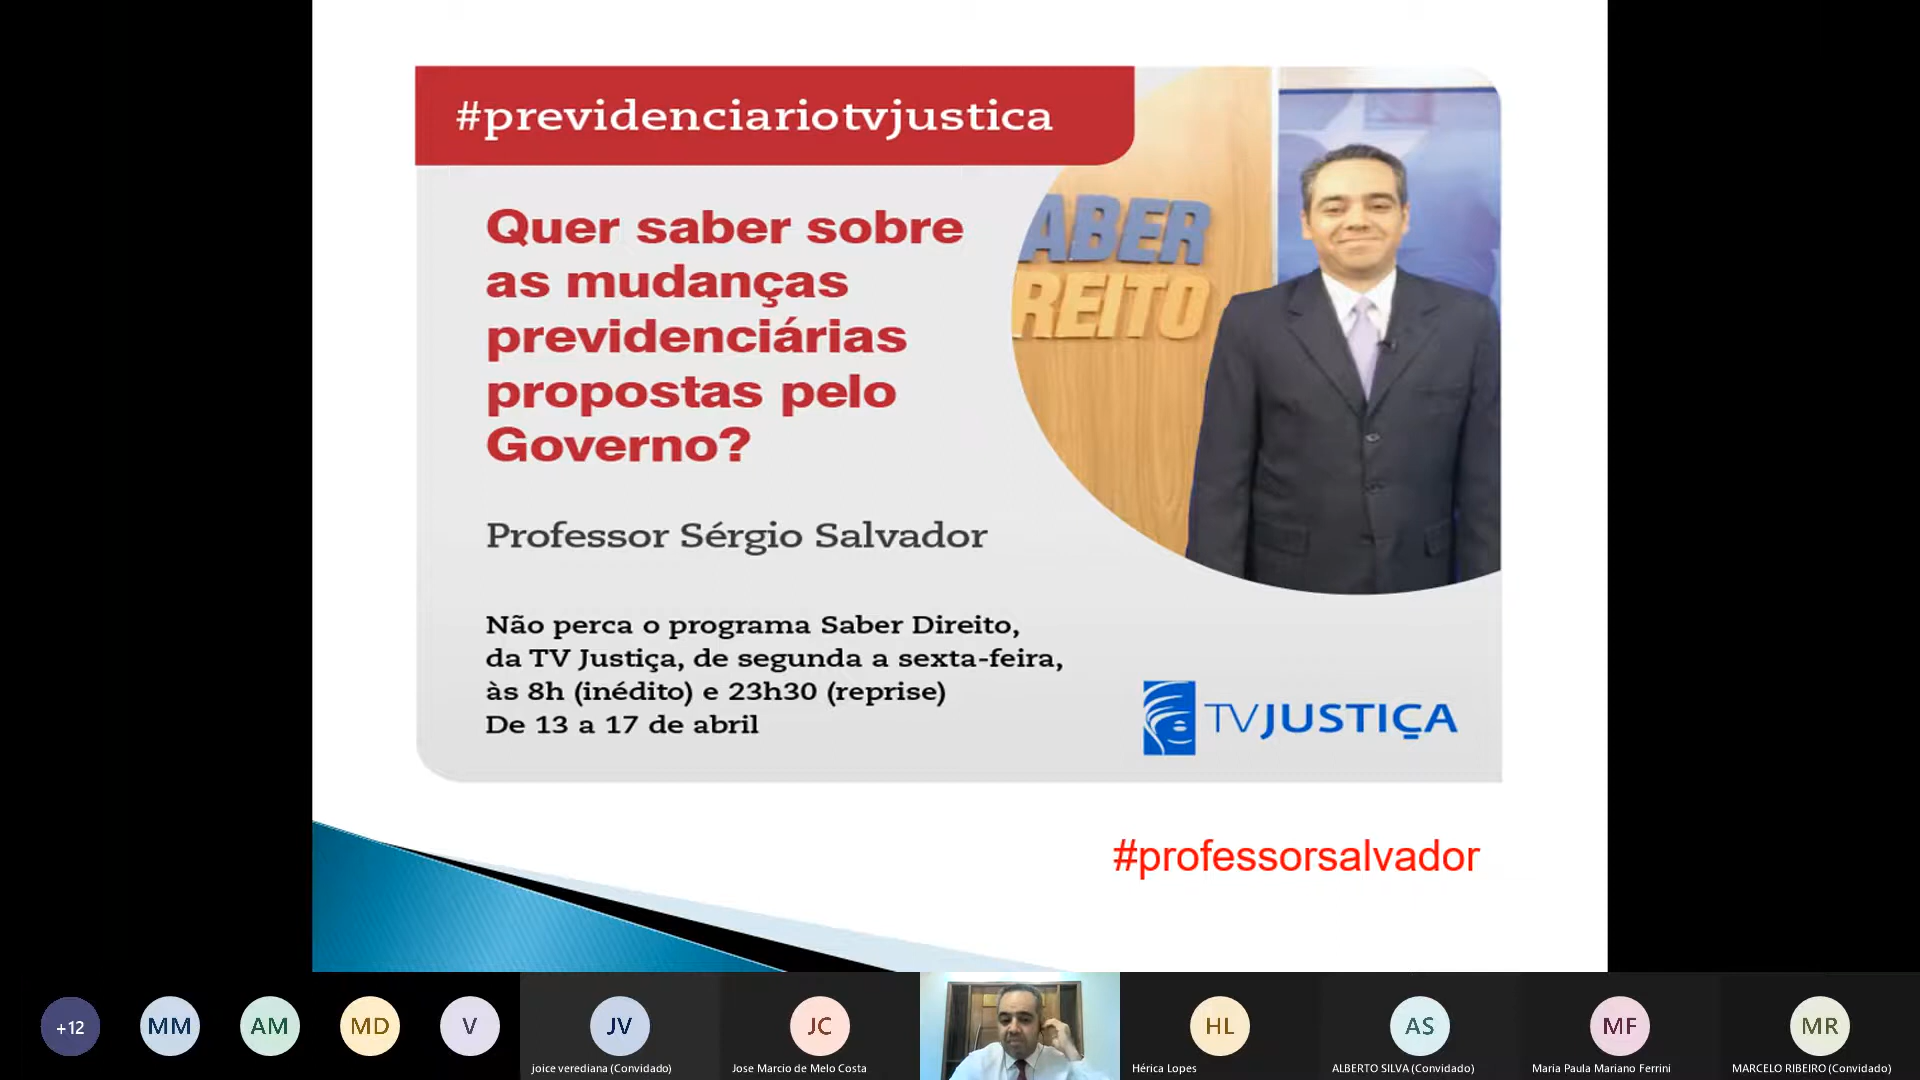 #previdenciariotvjustica
Quer saber sobre
as mudanças
previdenciárias
propostas pelo
Governo?
ABER
REITO
Professor Sérgio Salvador
Não perca o programa Saber Direito,
da TV Justiça, de segunda a sexta-feira,
às 8h (inédito) e 23h30 (reprise)
De 13 a 17 de abril
TVJUSTIÇA
#professorsalvador
+12
MM
AM
MD
V
JV
joice verediana (Convidado)
JC
Jose Marcio de Melo Costa
HL
Hérica Lopes
AS
ALBERTO SILVA (Convidado)
MF
Maria Paula Mariano Ferrini
MR
MARCELO RIBEIRO (Convidado)